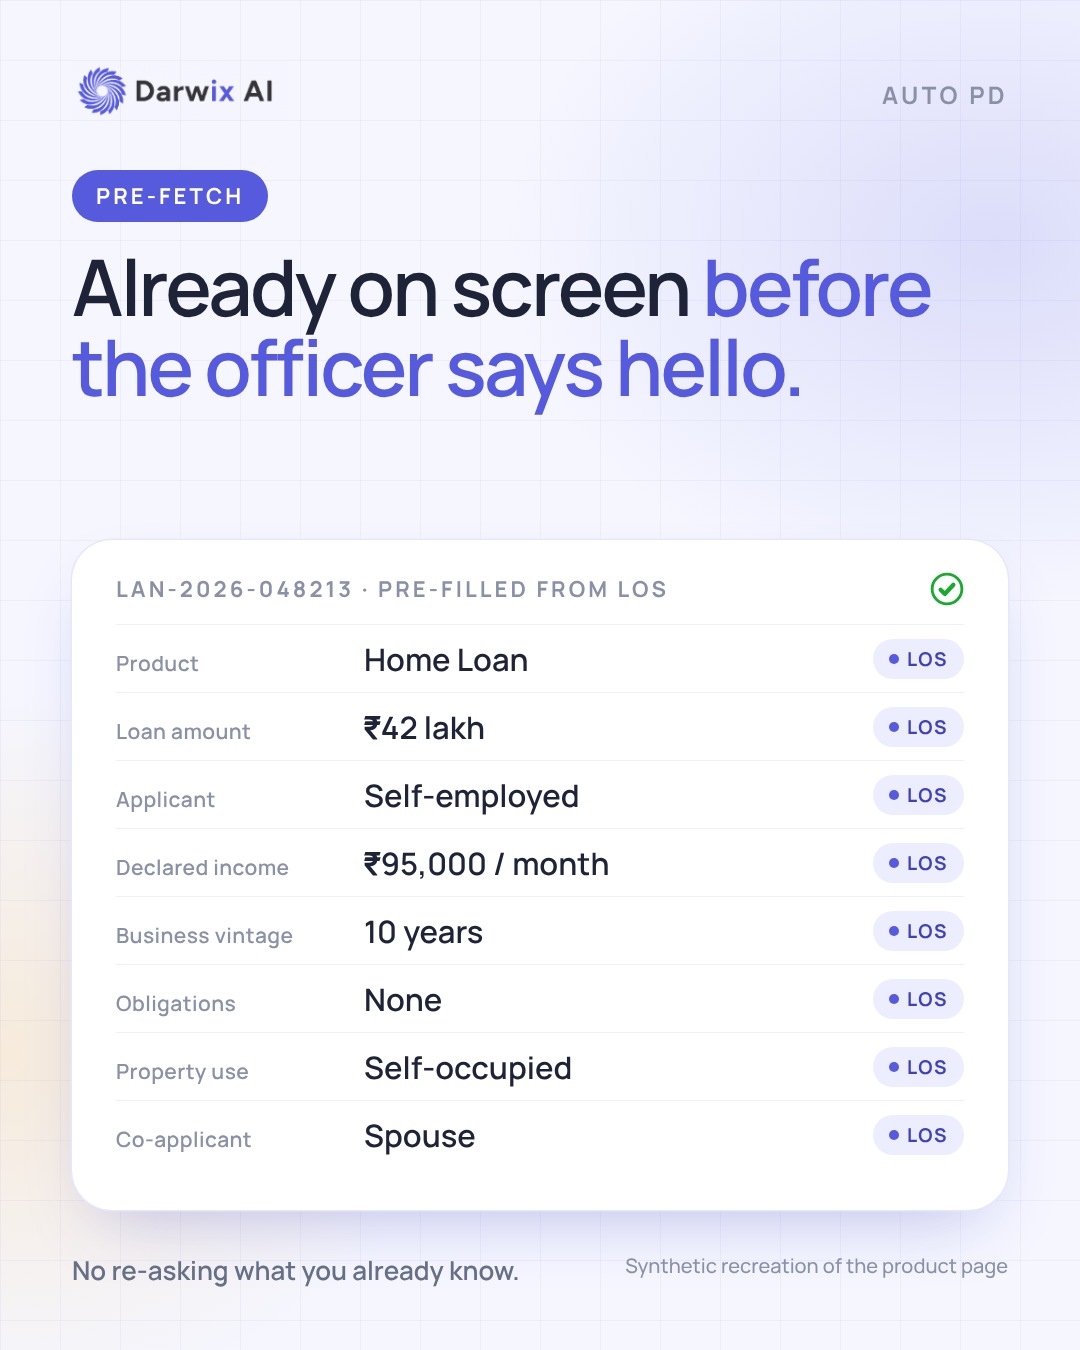 Darwix AI
AUTO PD
PRE-FETCH
Already on screen before
the officer says hello.
LAN-2026-048213 · PRE-FILLED FROM LOS
Product Home Loan LOS
Loan amount ₹42 lakh LOS
Applicant Self-employed LOS
Declared income ₹95,000 / month LOS
Business vintage 10 years LOS
Obligations None LOS
Property use Self-occupied LOS
Co-applicant Spouse LOS
No re-asking what you already know.
Synthetic recreation of the product page